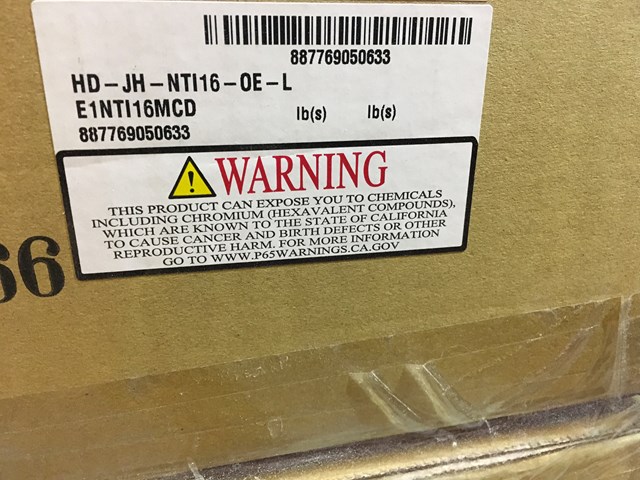 887769050633
HD-JH-NTI16-OE-L
E1NTI16MCD lb(s) lb(s)
887769050633
WARNING
THIS PRODUCT CAN EXPOSE YOU TO CHEMICALS
INCLUDING CHROMIUM (HEXAVALENT COMPOUNDS),
WHICH ARE KNOWN TO THE STATE OF CALIFORNIA
TO CAUSE CANCER AND BIRTH DEFECTS OR OTHER
REPRODUCTIVE HARM. FOR MORE INFORMATION
GO TO WWW.P65WARNINGS.CA.GOV
66